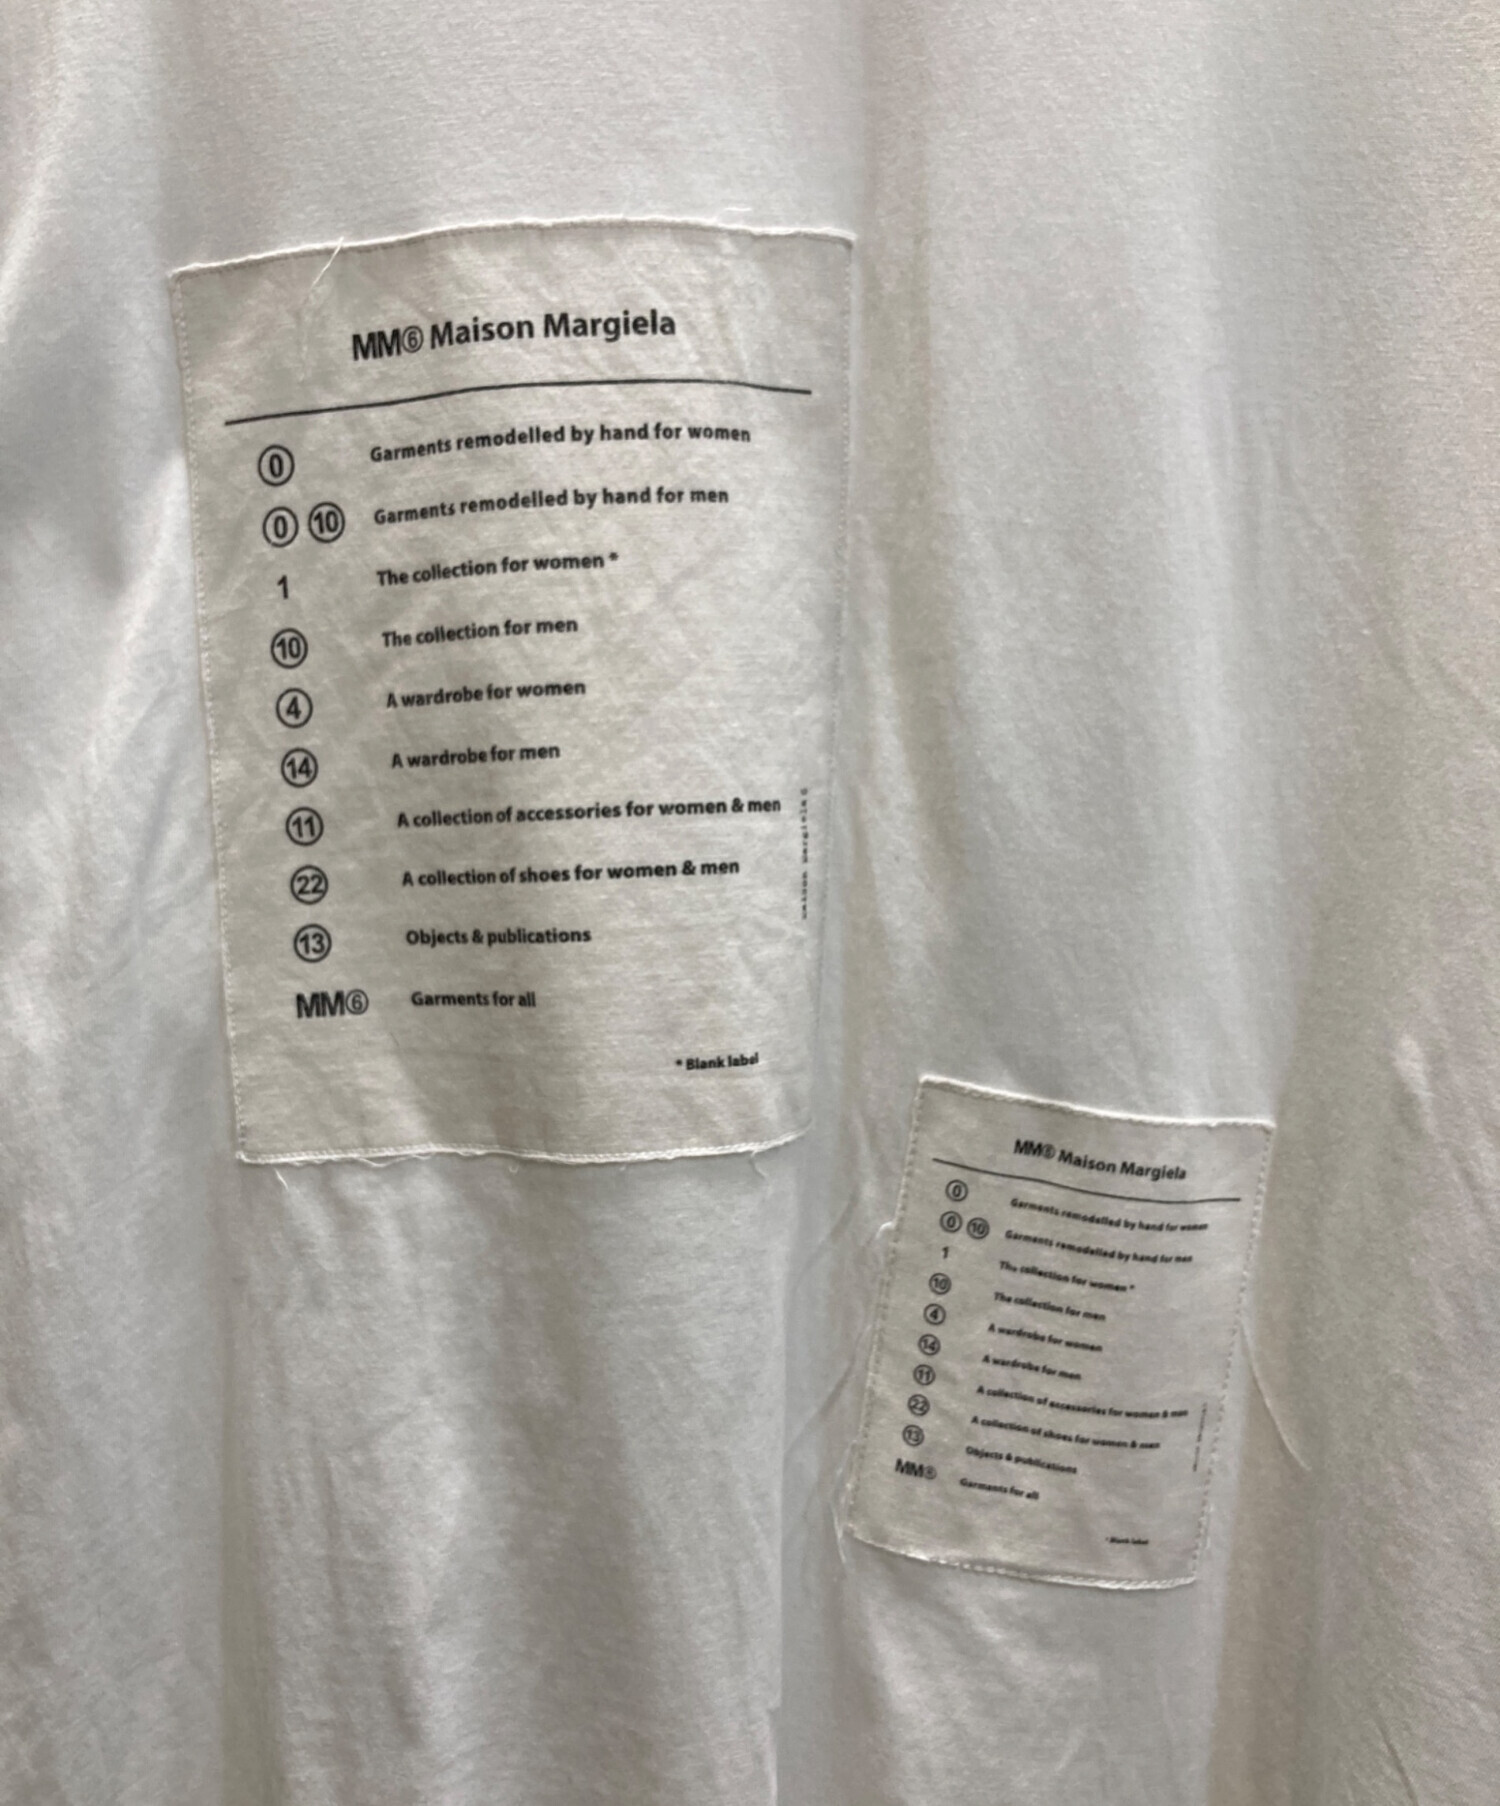 MM⑥ Maison Margiela
⓪ Garments remodelled by hand for women
⓪ ⑩ Garments remodelled by hand for men
1 The collection for women *
⑩ The collection for men
④ A wardrobe for women
⑭ A wardrobe for men
⑪ A collection of accessories for women & men
㉒ A collection of shoes for women & men
⑬ Objects & publications
MM⑥ Garments for all
* Blank label
MM⑥ Maison Margiela
⓪ Garments remodelled by hand for women
⓪ ⑩ Garments remodelled by hand for men
1 The collection for women *
⑩ The collection for men
④ A wardrobe for women
⑭ A wardrobe for men
⑪ A collection of accessories for women & men
㉒ A collection of shoes for women & men
⑬ Objects & publications
MM⑥ Garments for all
* Blank label